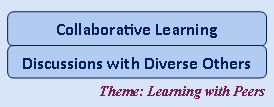 Collaborative Learning
Discussions with Diverse Others
Theme: Learning with Peers